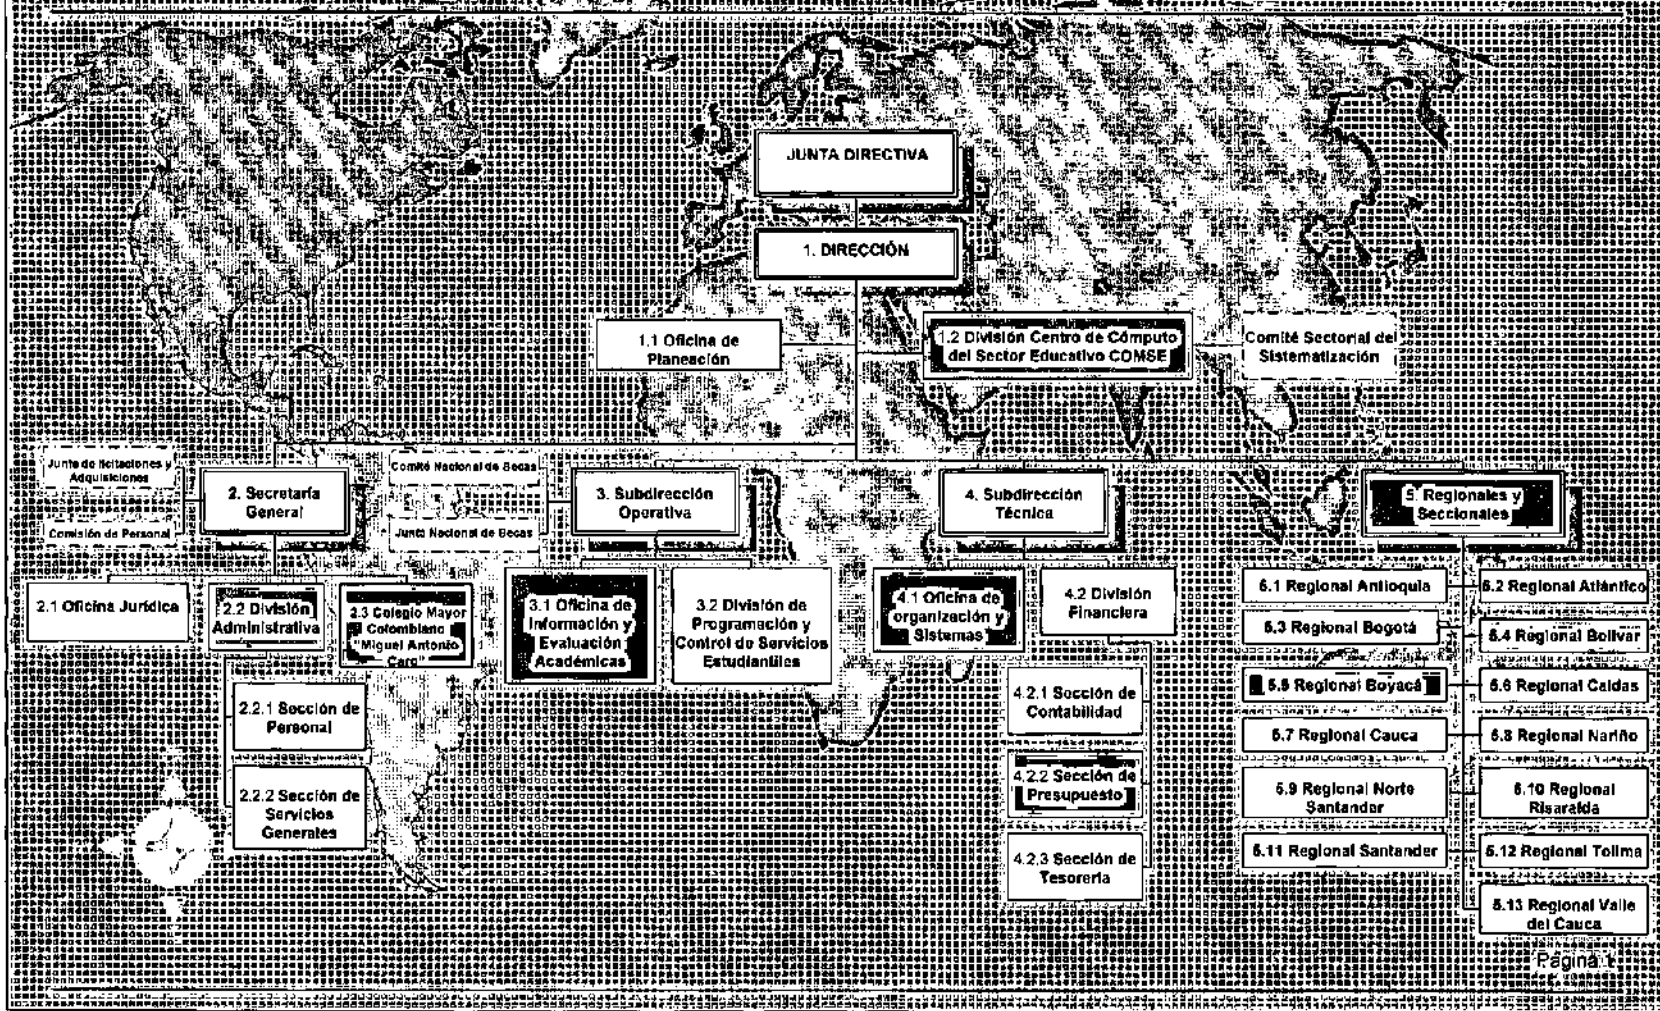 JUNTA DIRECTIVA
1. DIRECCIÓN
1.1 Oficina de
Planeación
1.2 División Centro de Cómputo
del Sector Educativo COMSE
Comité Sectorial de
Sistematización
Junta de licitaciones y
Adquisiciones
Comisión de Personal
2. Secretaría
General
Comité Nacional de Becas
Junta Nacional de Becas
3. Subdirección
Operativa
4. Subdirección
Técnica
5. Regionales y
Seccionales
2.1 Oficina Jurídica
2.2 División
Administrativa
2.3 Colegio Mayor
Colombiano
"Miguel Antonio
Caro"
2.2.1 Sección de
Personal
2.2.2 Sección de
Servicios
Generales
3.1 Oficina de
Información y
Evaluación
Académicas
3.2 División de
Programación y
Control de Servicios
Estudiantiles
4.1 Oficina de
organización y
Sistemas
4.2 División
Financiera
4.2.1 Sección de
Contabilidad
4.2.2 Sección de
Presupuesto
4.2.3 Sección de
Tesorería
5.1 Regional Antioquia
5.2 Regional Atlántico
5.3 Regional Bogotá
5.4 Regional Bolívar
5.5 Regional Boyacá
5.6 Regional Caldas
5.7 Regional Cauca
5.8 Regional Nariño
5.9 Regional Norte
Santander
5.10 Regional
Risaralda
5.11 Regional Santander
5.12 Regional Tolima
5.13 Regional Valle
del Cauca
Página 1